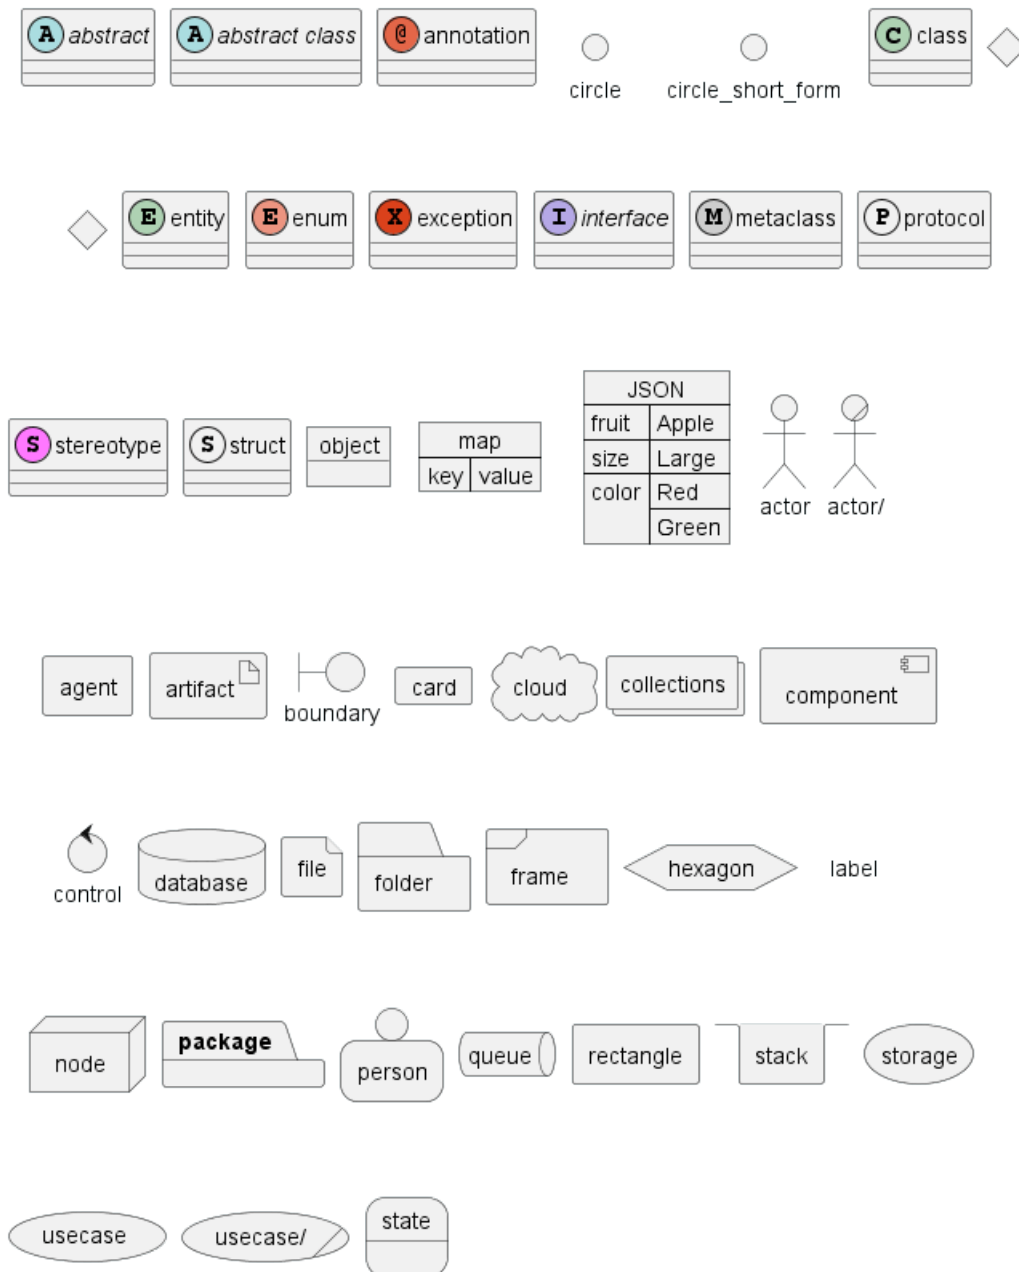 A abstract A abstract class @ annotation circle circle_short_form C class
E entity E enum X exception I interface M metaclass P protocol
JSON
fruit Apple
size Large
color Red
Green
S stereotype S struct object
map
key value
actor actor/
agent artifact boundary card cloud collections component
control database file folder frame hexagon label
node package person queue rectangle stack storage
usecase usecase/ state